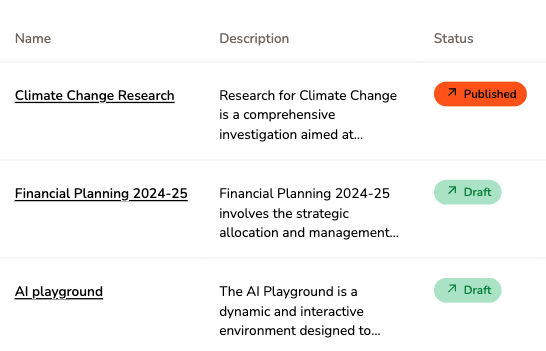 Name Description Status
Climate Change Research
Research for Climate Change
is a comprehensive
investigation aimed at...
Published
Financial Planning 2024-25
Financial Planning 2024-25
involves the strategic
allocation and management...
Draft
AI playground
The AI Playground is a
dynamic and interactive
environment designed to...
Draft